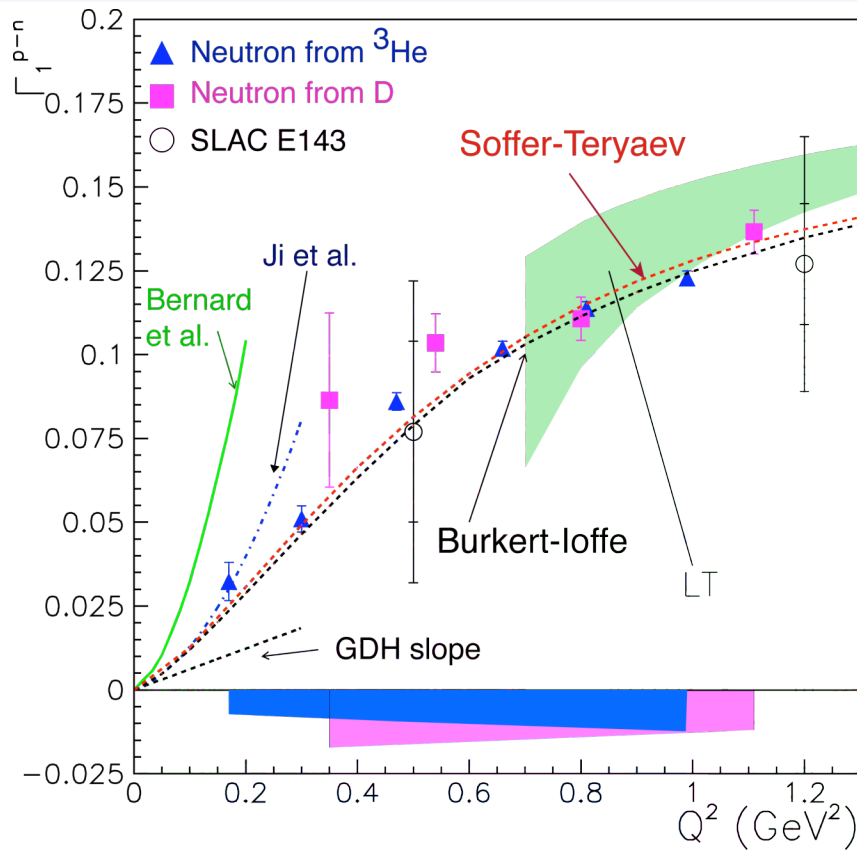 Γ₁ᵖ⁻ⁿ
0.2
0.175
0.15
0.125
0.1
0.075
0.05
0.025
0
−0.025
Neutron from ³He
Neutron from D
SLAC E143
Soffer-Teryaev
Ji et al.
Bernard
et al.
Burkert-Ioffe
LT
GDH slope
0 0.2 0.4 0.6 0.8 1 1.2
Q² (GeV²)